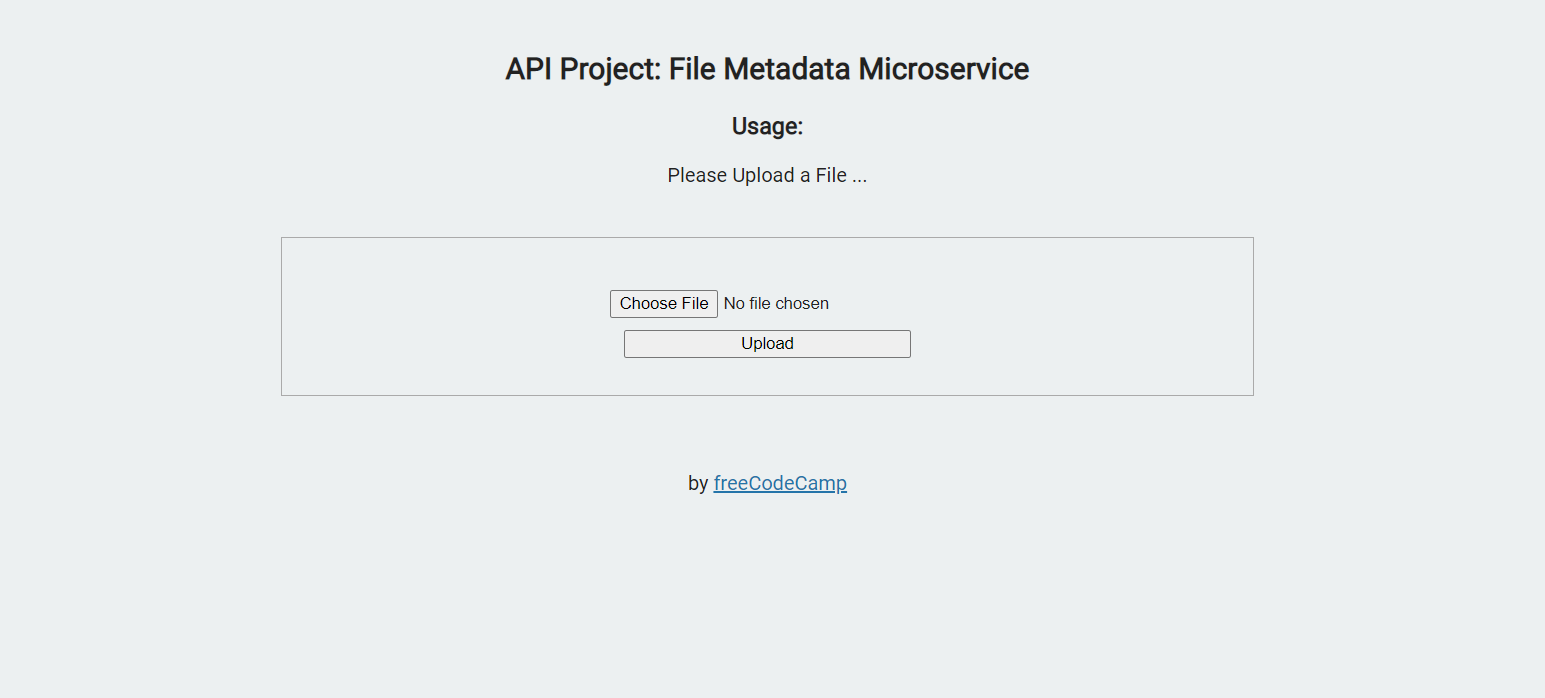 API Project: File Metadata Microservice
Usage:
Please Upload a File ...
Choose File No file chosen
Upload
by freeCodeCamp